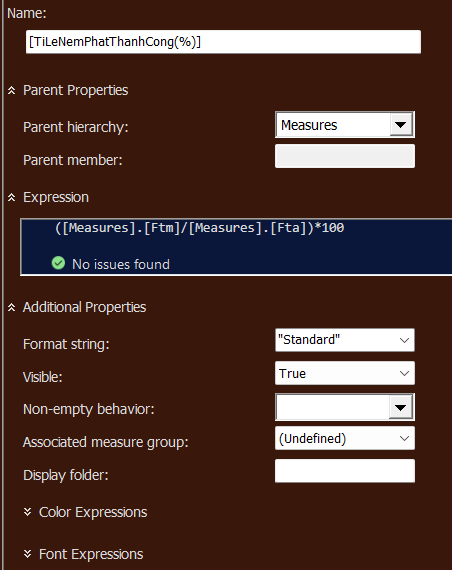 Name:
[TiLeNemPhatThanhCong(%)]
Parent Properties
Parent hierarchy: Measures
Parent member:
Expression
([Measures].[Ftm]/[Measures].[Fta])*100
No issues found
Additional Properties
Format string: "Standard"
Visible: True
Non-empty behavior:
Associated measure group: (Undefined)
Display folder:
Color Expressions
Font Expressions